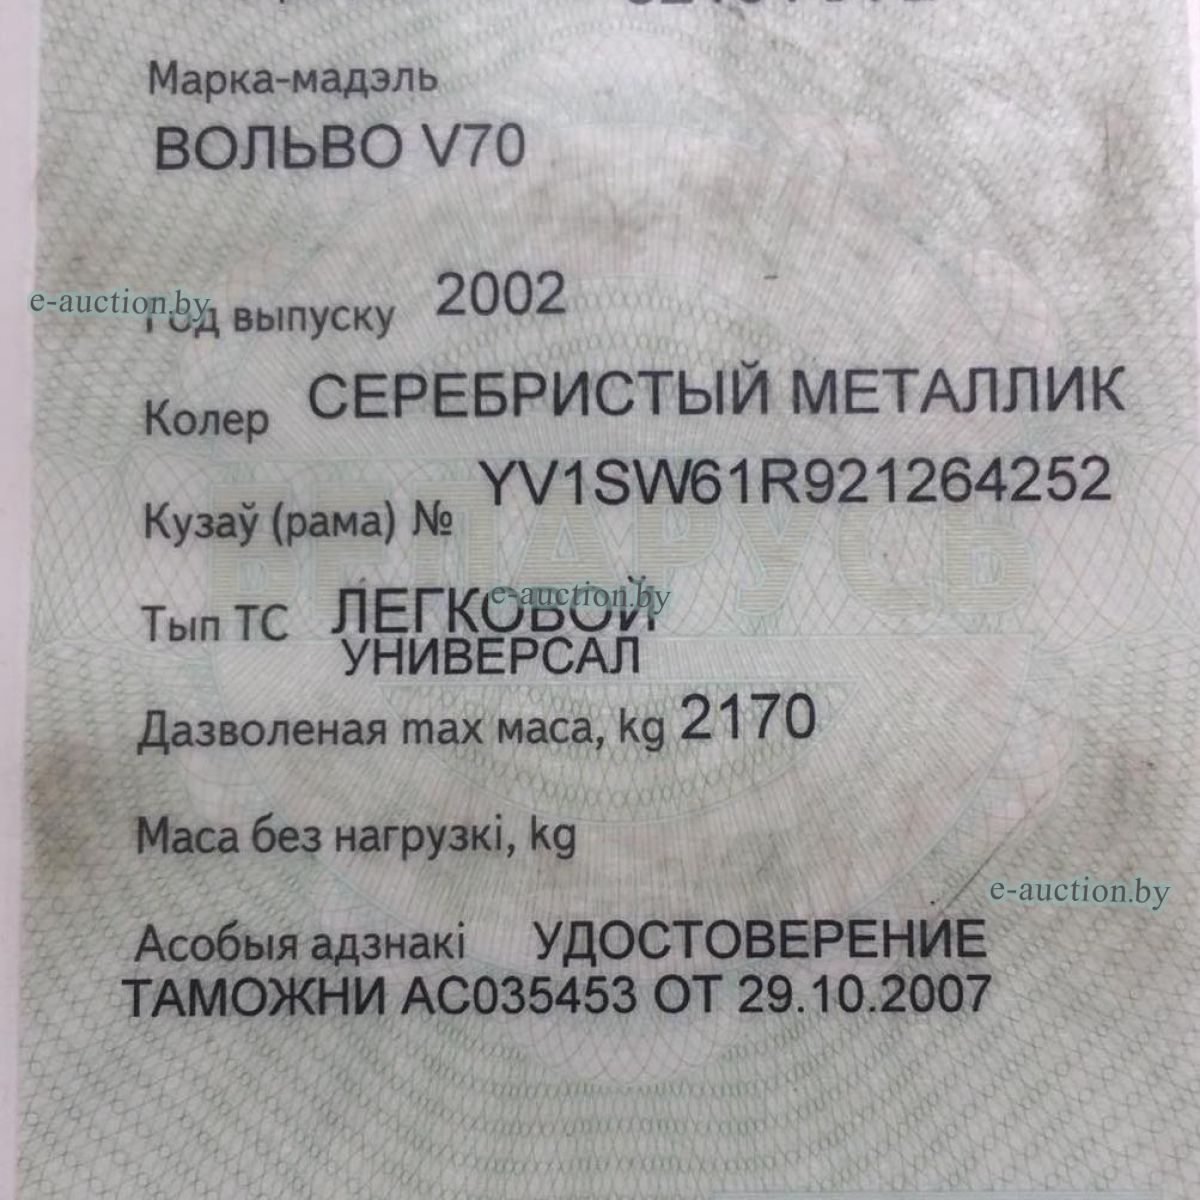 Марка-мадэль
ВОЛЬВО V70
e-auction.by
Год выпуску 2002
Колер СЕРЕБРИСТЫЙ МЕТАЛЛИК
БЕЛАРУСЬ
Кузаў (рама) № YV1SW61R921264252
Тып ТС ЛЕГКОВОЙ
e-auction.by
УНИВЕРСАЛ
Дазволеная max маса, kg 2170
Маса без нагрузкі, kg
e-auction.by
Асобыя адзнакі УДОСТОВЕРЕНИЕ
ТАМОЖНИ АС035453 ОТ 29.10.2007